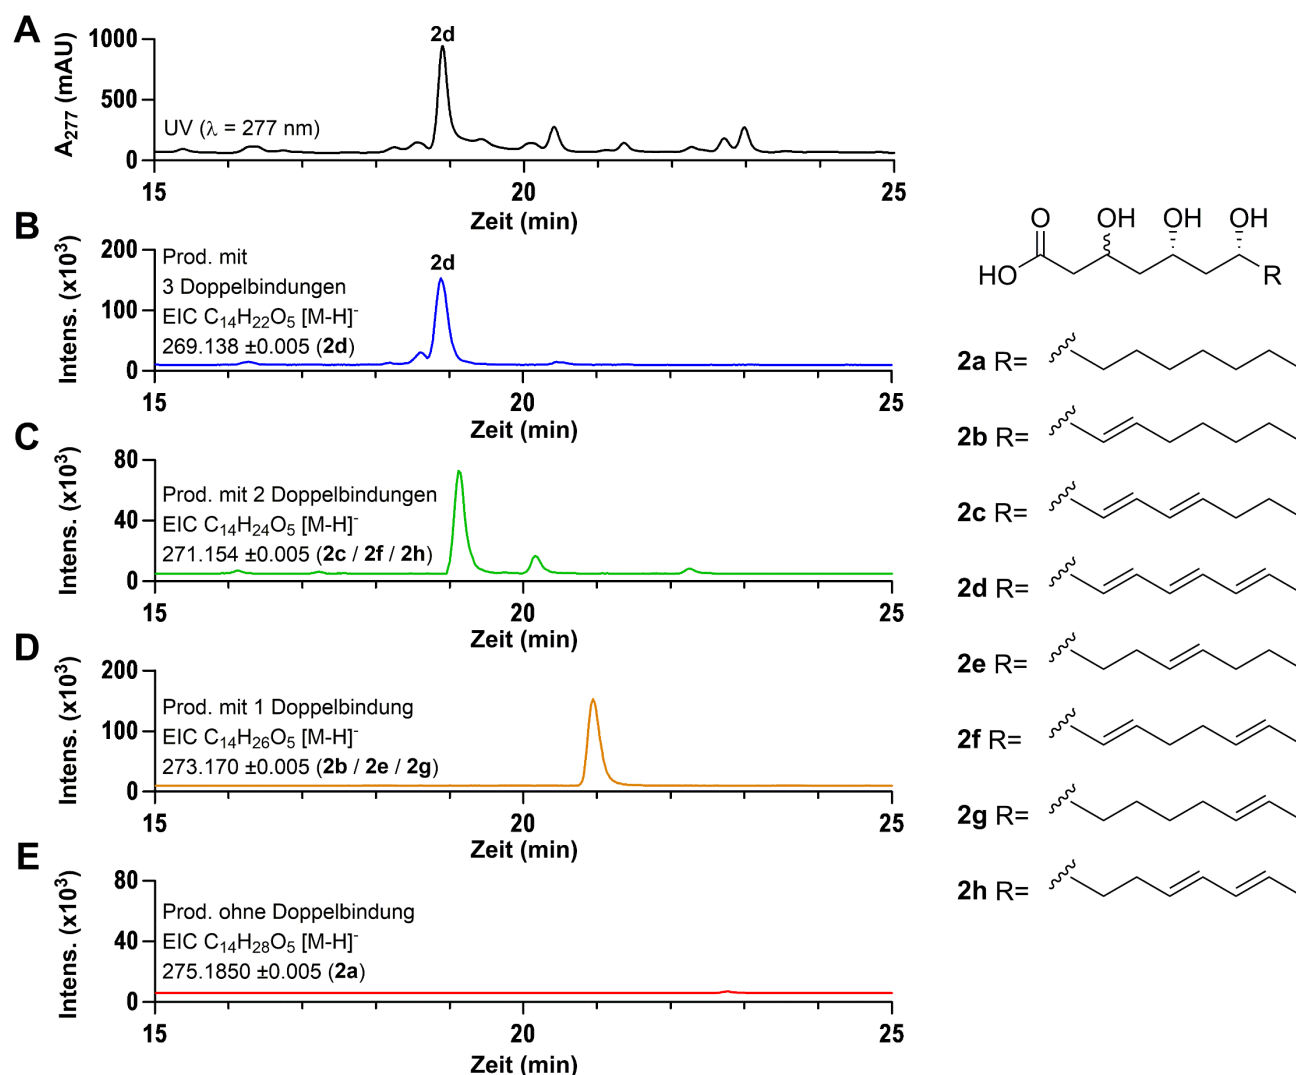 A
A₂₇₇ (mAU)
1000
500
0
2d
UV (λ = 277 nm)
15
20
25
Zeit (min)
B
Intens. (x10³)
200
100
0
Prod. mit
3 Doppelbindungen
EIC C₁₄H₂₂O₅ [M-H]⁻
269.138 ±0.005 (2d)
2d
15
20
25
Zeit (min)
C
Intens. (x10³)
80
40
0
Prod. mit 2 Doppelbindungen
EIC C₁₄H₂₄O₅ [M-H]⁻
271.154 ±0.005 (2c / 2f / 2h)
15
20
25
Zeit (min)
D
Intens. (x10³)
200
100
0
Prod. mit 1 Doppelbindung
EIC C₁₄H₂₆O₅ [M-H]⁻
273.170 ±0.005 (2b / 2e / 2g)
15
20
25
Zeit (min)
E
Intens. (x10³)
80
40
0
Prod. ohne Doppelbindung
EIC C₁₄H₂₈O₅ [M-H]⁻
275.1850 ±0.005 (2a)
15
20
25
Zeit (min)
O OH OH OH
HO R
2a R=
2b R=
2c R=
2d R=
2e R=
2f R=
2g R=
2h R=